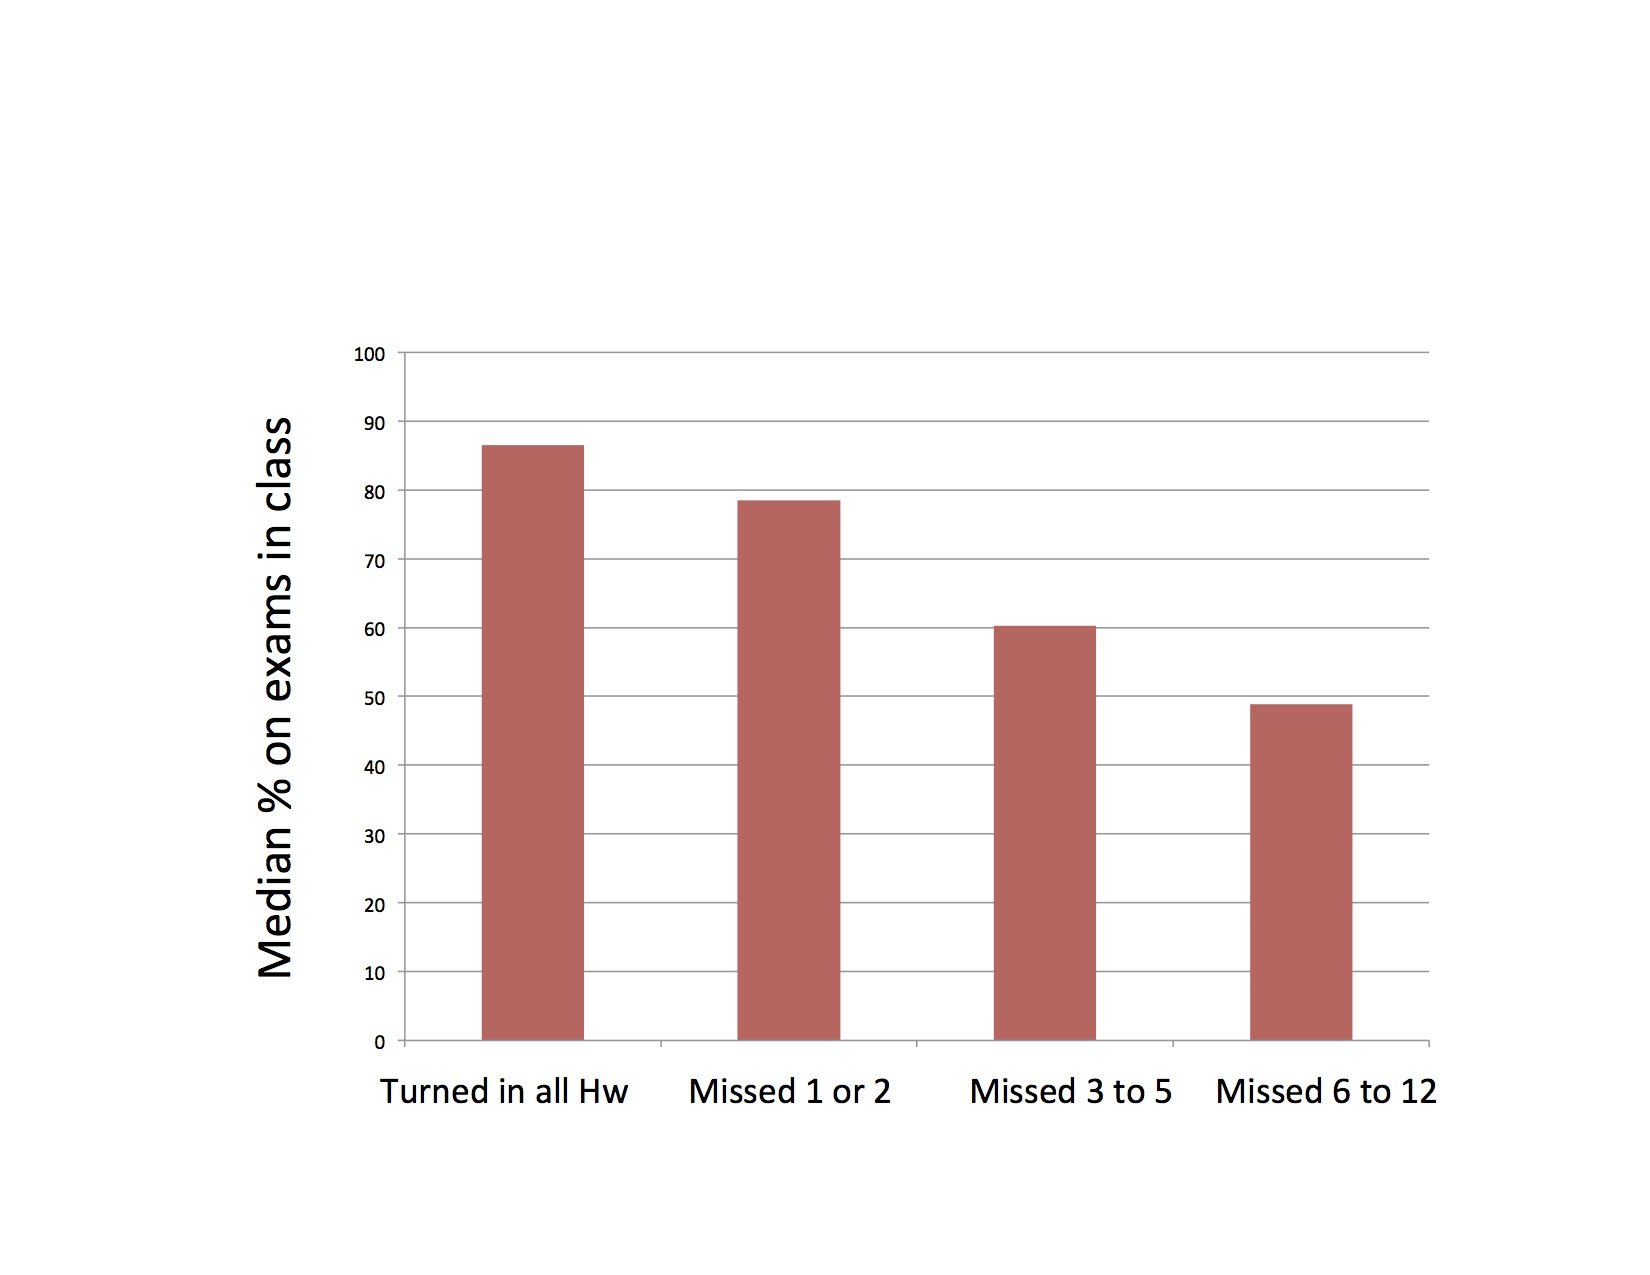 Median % on exams in class
100
90
80
70
60
50
40
30
20
10
0
Turned in all Hw
Missed 1 or 2
Missed 3 to 5
Missed 6 to 12